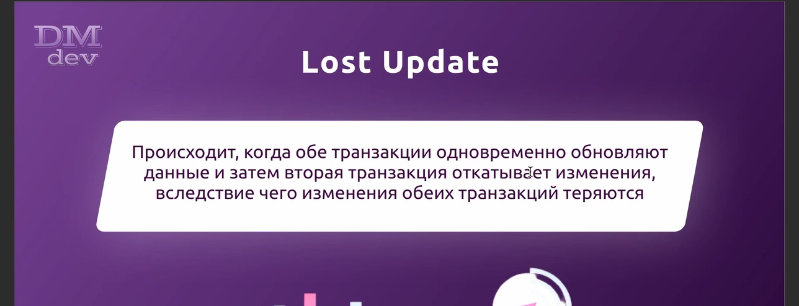 DM
dev
Lost Update
Происходит, когда обе транзакции одновременно обновляют
данные и затем вторая транзакция откатывает изменения,
вследствие чего изменения обеих транзакций теряются